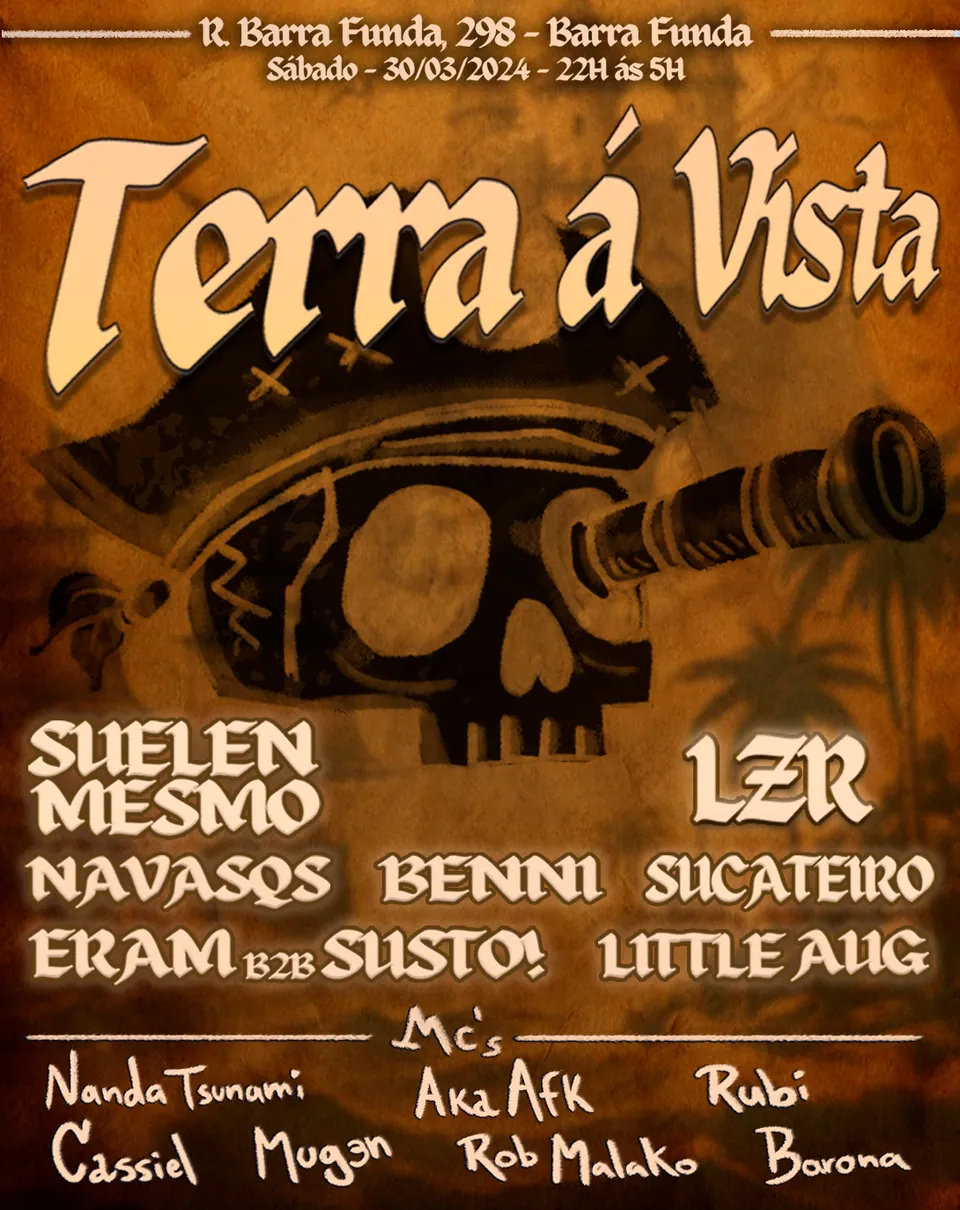 R. Barra Funda, 298 - Barra Funda
Sábado - 30/03/2024 - 22H ás 5H
Terra á Vista
SUELEN MESMO
LZR
NAVASQS BENNI SUCATEIRO
ERAM B2B SUSTO! LITTLE AUG
Mc's
Nanda Tsunami Aka Afk Rubi
Cassiel Mug3n Rob Malako Barona